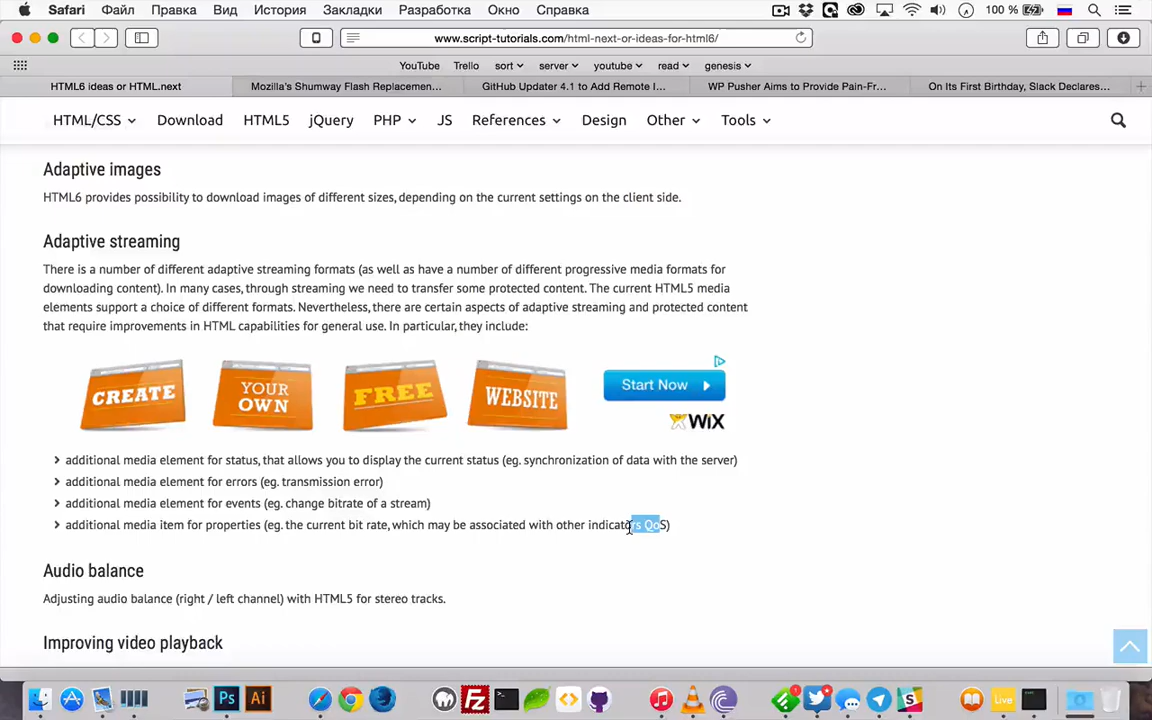 Safari Файл Правка Вид История Закладки Разработка Окно Справка 100 %
www.script-tutorials.com/html-next-or-ideas-for-html6/
YouTube Trello sort server youtube read genesis
HTML6 ideas or HTML.next Mozilla's Shumway Flash Replacemen... GitHub Updater 4.1 to Add Remote I... WP Pusher Aims to Provide Pain-Fr... On Its First Birthday, Slack Declares...
HTML/CSS Download HTML5 jQuery PHP JS References Design Other Tools
Adaptive images
HTML6 provides possibility to download images of different sizes, depending on the current settings on the client side.
Adaptive streaming
There is a number of different adaptive streaming formats (as well as have a number of different progressive media formats for
downloading content). In many cases, through streaming we need to transfer some protected content. The current HTML5 media
elements support a choice of different formats. Nevertheless, there are certain aspects of adaptive streaming and protected content
that require improvements in HTML capabilities for general use. In particular, they include:
CREATE YOUR OWN FREE WEBSITE Start Now
WIX
additional media element for status, that allows you to display the current status (eg. synchronization of data with the server)
additional media element for errors (eg. transmission error)
additional media element for events (eg. change bitrate of a stream)
additional media item for properties (eg. the current bit rate, which may be associated with other indicators QoS)
Audio balance
Adjusting audio balance (right / left channel) with HTML5 for stereo tracks.
Improving video playback
Ps Ai Fz Live